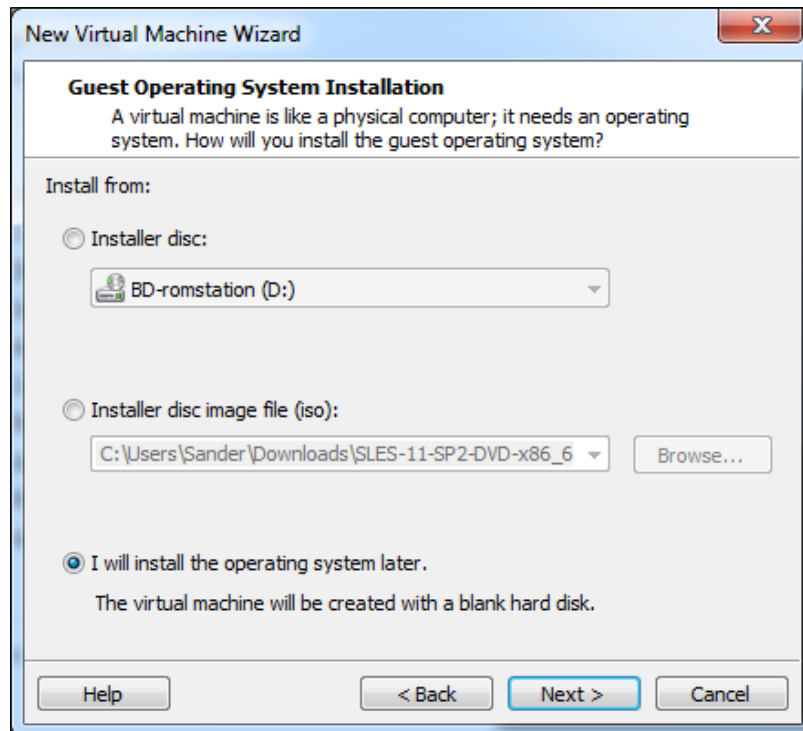 New Virtual Machine Wizard
X
Guest Operating System Installation
A virtual machine is like a physical computer; it needs an operating
system. How will you install the guest operating system?
Install from:
Installer disc:
BD-romstation (D:)
Installer disc image file (iso):
C:\Users\Sander\Downloads\SLES-11-SP2-DVD-x86_6
Browse...
I will install the operating system later.
The virtual machine will be created with a blank hard disk.
Help
< Back
Next >
Cancel